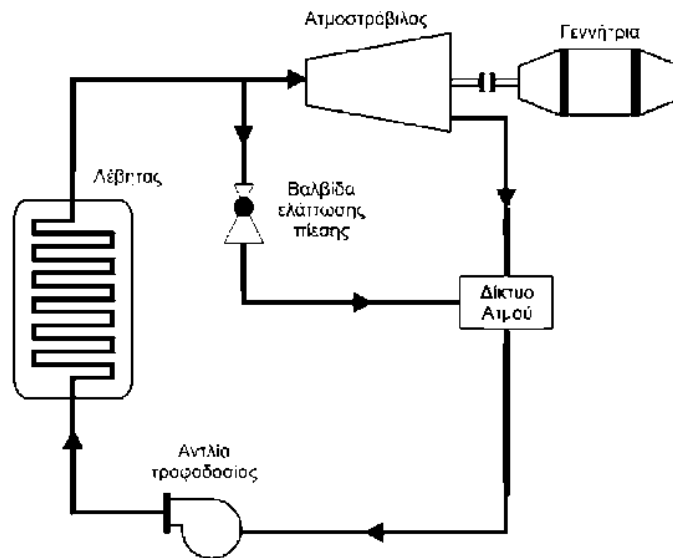 Ατμοστρόβιλος
Γεννήτρια
Λέβητας
Βαλβίδα
ελάττωσης
πίεσης
Δίκτυο
Ατμού
Αντλία
τροφοδοσίας